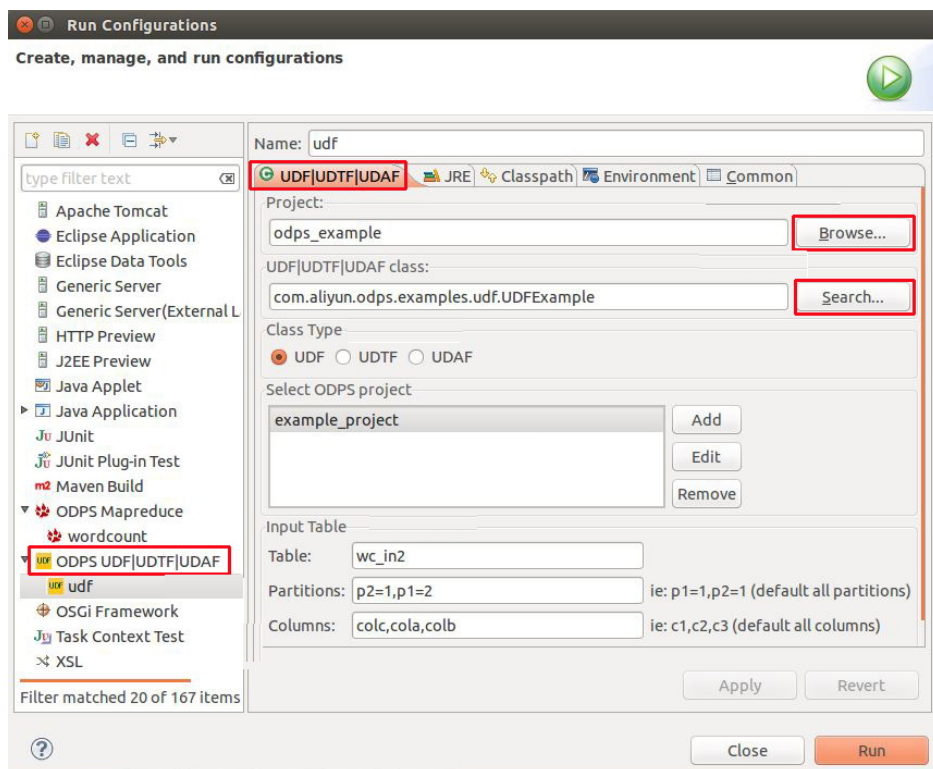 Run Configurations
Create, manage, and run configurations
type filter text
Apache Tomcat
Eclipse Application
Eclipse Data Tools
Generic Server
Generic Server(External L
HTTP Preview
J2EE Preview
Java Applet
Java Application
Ju JUnit
Jü JUnit Plug-in Test
m2 Maven Build
ODPS Mapreduce
wordcount
UDF ODPS UDF|UDTF|UDAF
UDF udf
OSGi Framework
Ju Task Context Test
XSL
Filter matched 20 of 167 items
Name: udf
UDF|UDTF|UDAF JRE Classpath Environment Common
Project:
odps_example Browse...
UDF|UDTF|UDAF class:
com.aliyun.odps.examples.udf.UDFExample Search...
Class Type
UDF UDTF UDAF
Select ODPS project
example_project
Add
Edit
Remove
Input Table
Table: wc_in2
Partitions: p2=1,p1=2 ie: p1=1,p2=1 (default all partitions)
Columns: colc,cola,colb ie: c1,c2,c3 (default all columns)
Apply Revert
? Close Run